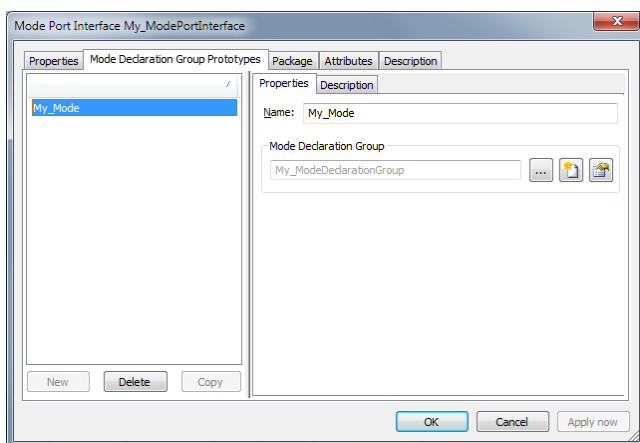 Mode Port Interface My_ModePortInterface
Properties Mode Declaration Group Prototypes Package Attributes Description
Properties Description
My_Mode
Name: My_Mode
Mode Declaration Group
My_ModeDeclarationGroup ...
New Delete Copy
OK Cancel Apply now